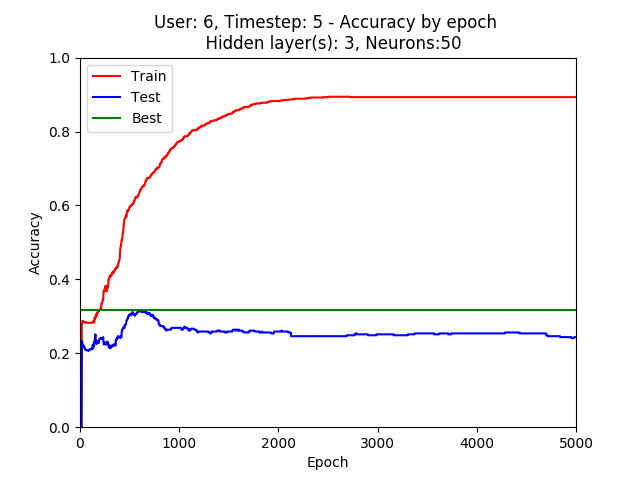 User: 6, Timestep: 5 - Accuracy by epoch
Hidden layer(s): 3, Neurons:50
1.0
Train
Test
Best
0.8
0.6
Accuracy
0.4
0.2
0.0
0 1000 2000 3000 4000 5000
Epoch